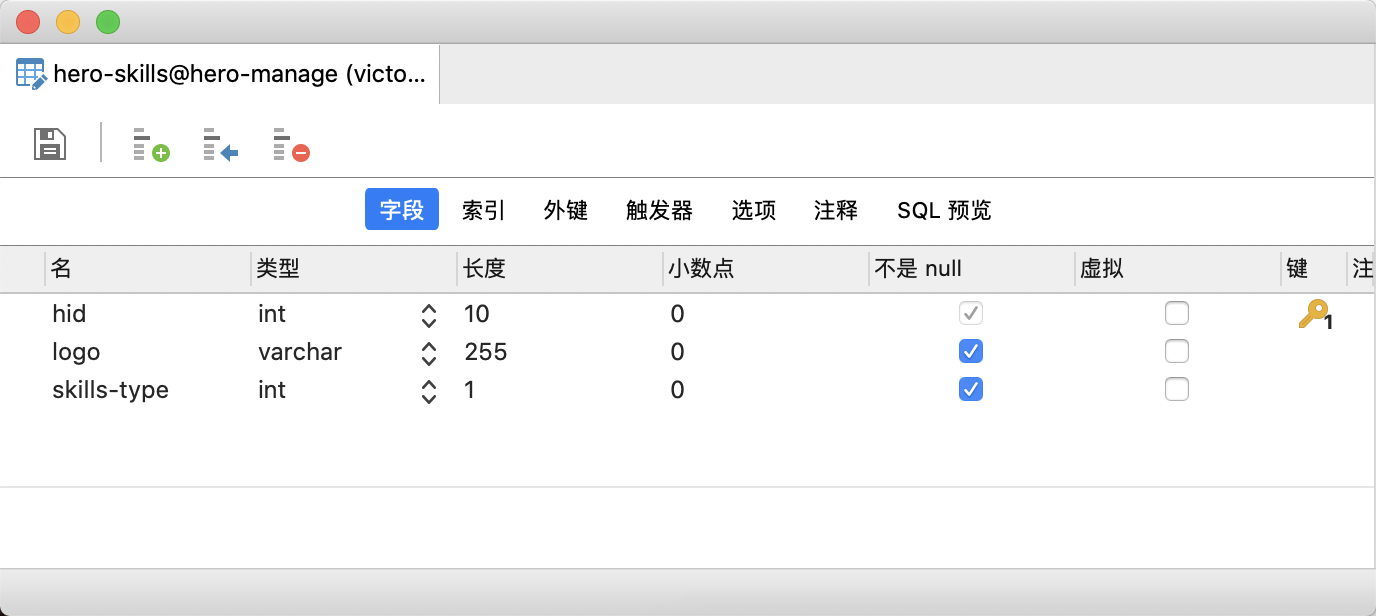 hero-skills@hero-manage (victo...
字段 索引 外键 触发器 选项 注释 SQL 预览
名 类型 长度 小数点 不是 null 虚拟 键 注
hid int 10 0 1
logo varchar 255 0
skills-type int 1 0